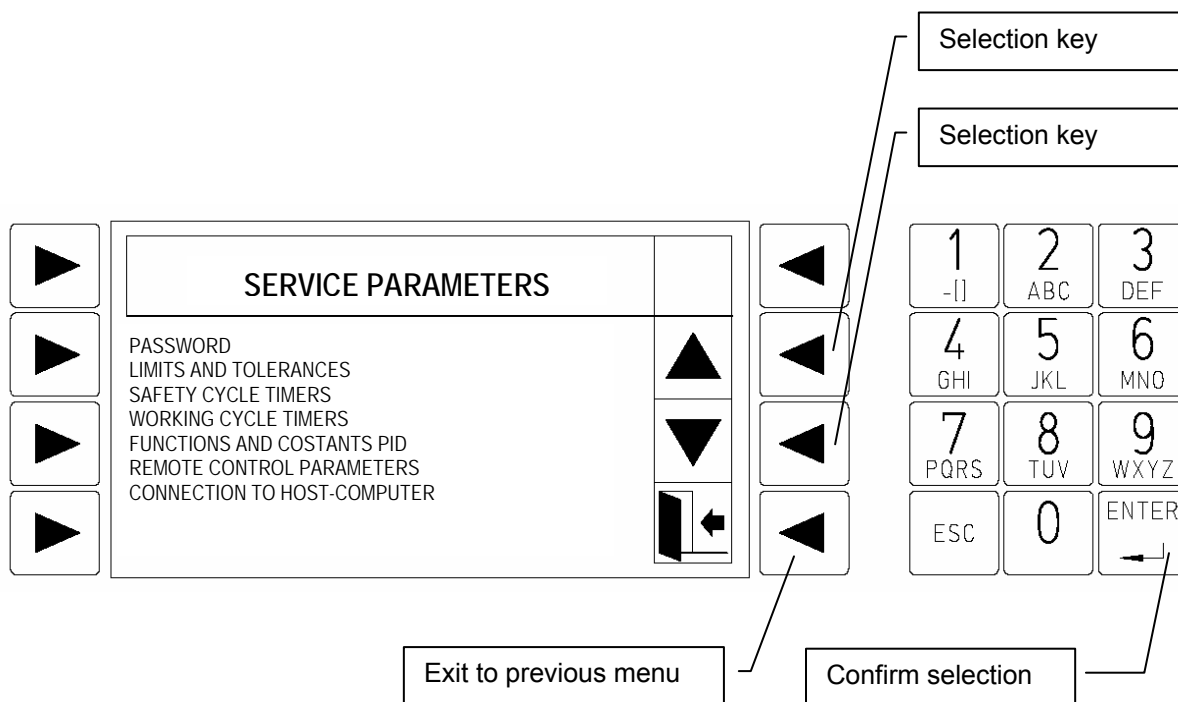 Selection key
Selection key
SERVICE PARAMETERS
PASSWORD
LIMITS AND TOLERANCES
SAFETY CYCLE TIMERS
WORKING CYCLE TIMERS
FUNCTIONS AND COSTANTS PID
REMOTE CONTROL PARAMETERS
CONNECTION TO HOST-COMPUTER
1 2 3
-[] ABC DEF
4 5 6
GHI JKL MNO
7 8 9
PQRS TUV WXYZ
ESC 0 ENTER
Exit to previous menu
Confirm selection